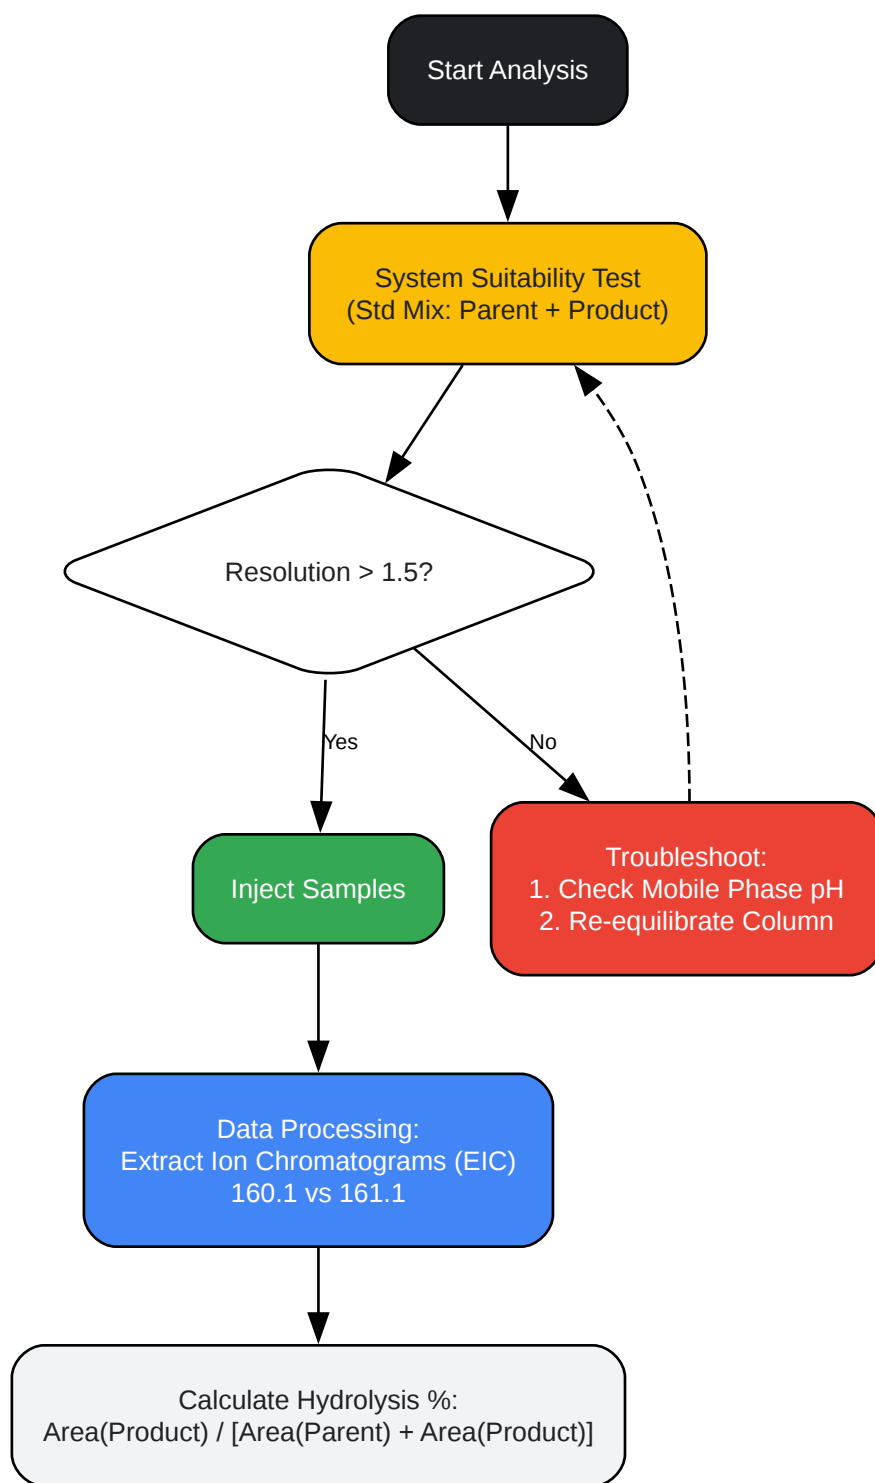 Start Analysis
System Suitability Test
(Std Mix: Parent + Product)
Resolution > 1.5?
Yes
No
Inject Samples
Troubleshoot:
1. Check Mobile Phase pH
2. Re-equilibrate Column
Data Processing:
Extract Ion Chromatograms (EIC)
160.1 vs 161.1
Calculate Hydrolysis %:
Area(Product) / [Area(Parent) + Area(Product)]